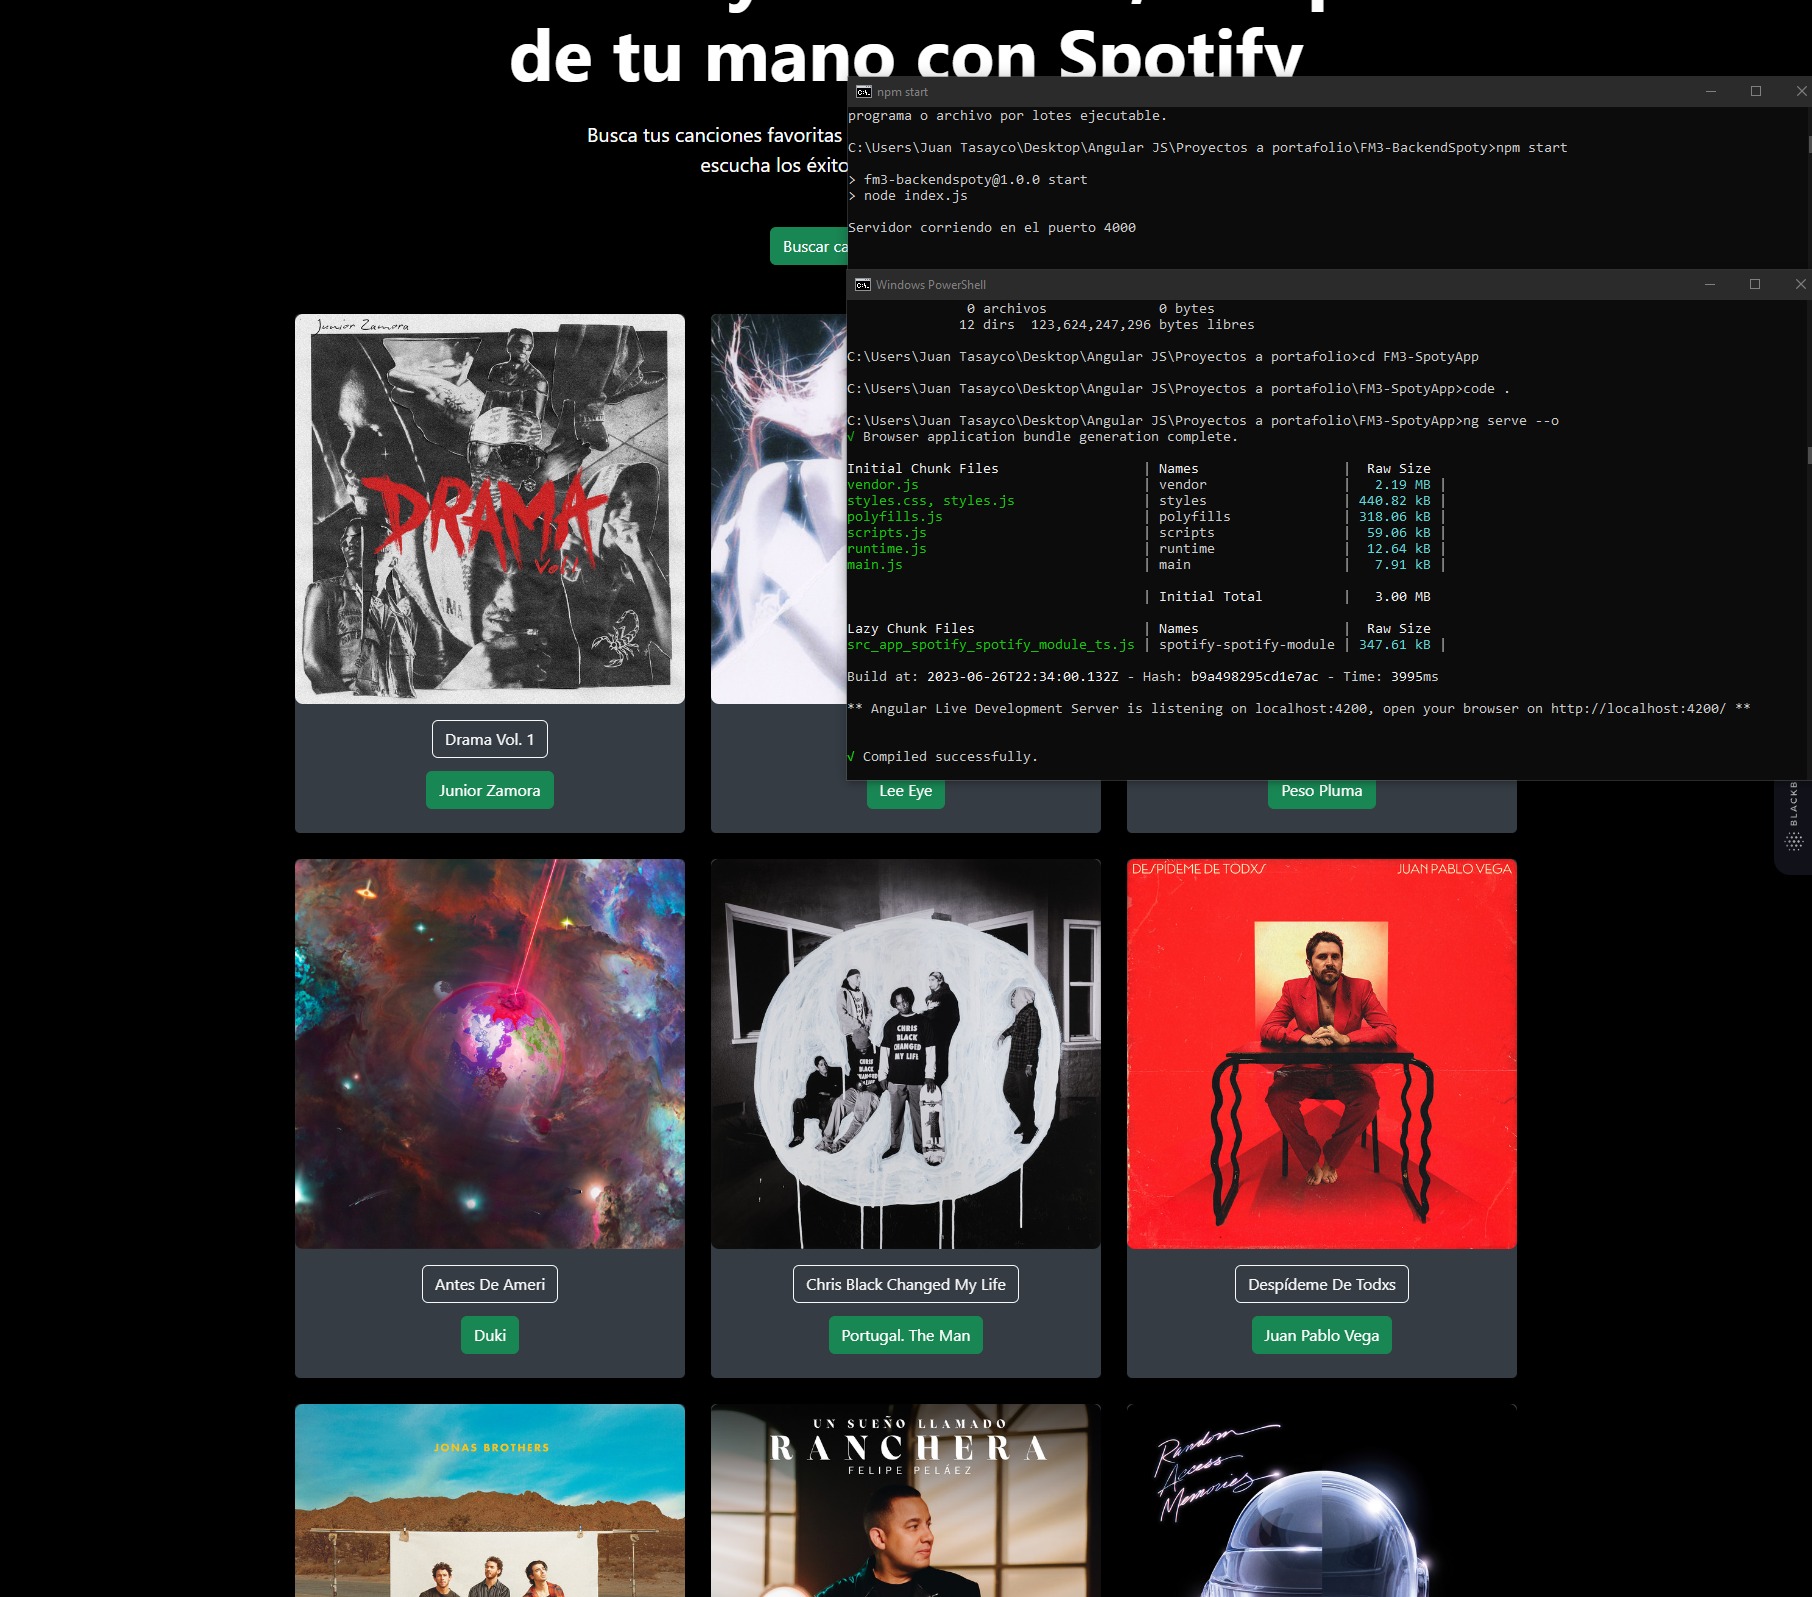 de tu mano con Spotify
Busca tus canciones favoritas
escucha los éxito
Buscar ca
npm start
programa o archivo por lotes ejecutable.
C:\Users\Juan Tasayco\Desktop\Angular JS\Proyectos a portafolio\FM3-BackendSpoty>npm start
> fm3-backendspoty@1.0.0 start
> node index.js
Servidor corriendo en el puerto 4000
Windows PowerShell
0 archivos 0 bytes
12 dirs 123,624,247,296 bytes libres
C:\Users\Juan Tasayco\Desktop\Angular JS\Proyectos a portafolio>cd FM3-SpotyApp
C:\Users\Juan Tasayco\Desktop\Angular JS\Proyectos a portafolio\FM3-SpotyApp>code .
C:\Users\Juan Tasayco\Desktop\Angular JS\Proyectos a portafolio\FM3-SpotyApp>ng serve --o
√ Browser application bundle generation complete.
Initial Chunk Files | Names | Raw Size
vendor.js | vendor | 2.19 MB |
styles.css, styles.js | styles | 440.82 kB |
polyfills.js | polyfills | 318.06 kB |
scripts.js | scripts | 59.06 kB |
runtime.js | runtime | 12.64 kB |
main.js | main | 7.91 kB |
| Initial Total | 3.00 MB
Lazy Chunk Files | Names | Raw Size
src_app_spotify_spotify_module_ts.js | spotify-spotify-module | 347.61 kB |
Build at: 2023-06-26T22:34:00.132Z - Hash: b9a498295cd1e7ac - Time: 3995ms
** Angular Live Development Server is listening on localhost:4200, open your browser on http://localhost:4200/ **
√ Compiled successfully.
Junior Zamora
DRAMA
Vol.1
Drama Vol. 1
Junior Zamora
Lee Eye
Peso Pluma
BLACKB
DESPÍDEME DE TODXS
JUAN PABLO VEGA
CHRIS
BLACK
CHANGED
MY LIFE
CHRIS
BLACK
CHANGED
Antes De Ameri
Duki
Chris Black Changed My Life
Portugal. The Man
Despídeme De Todxs
Juan Pablo Vega
JONAS BROTHERS
UN SUEÑO LLAMADO
RANCHERA
FELIPE PELÁEZ
Random
Access
Memories